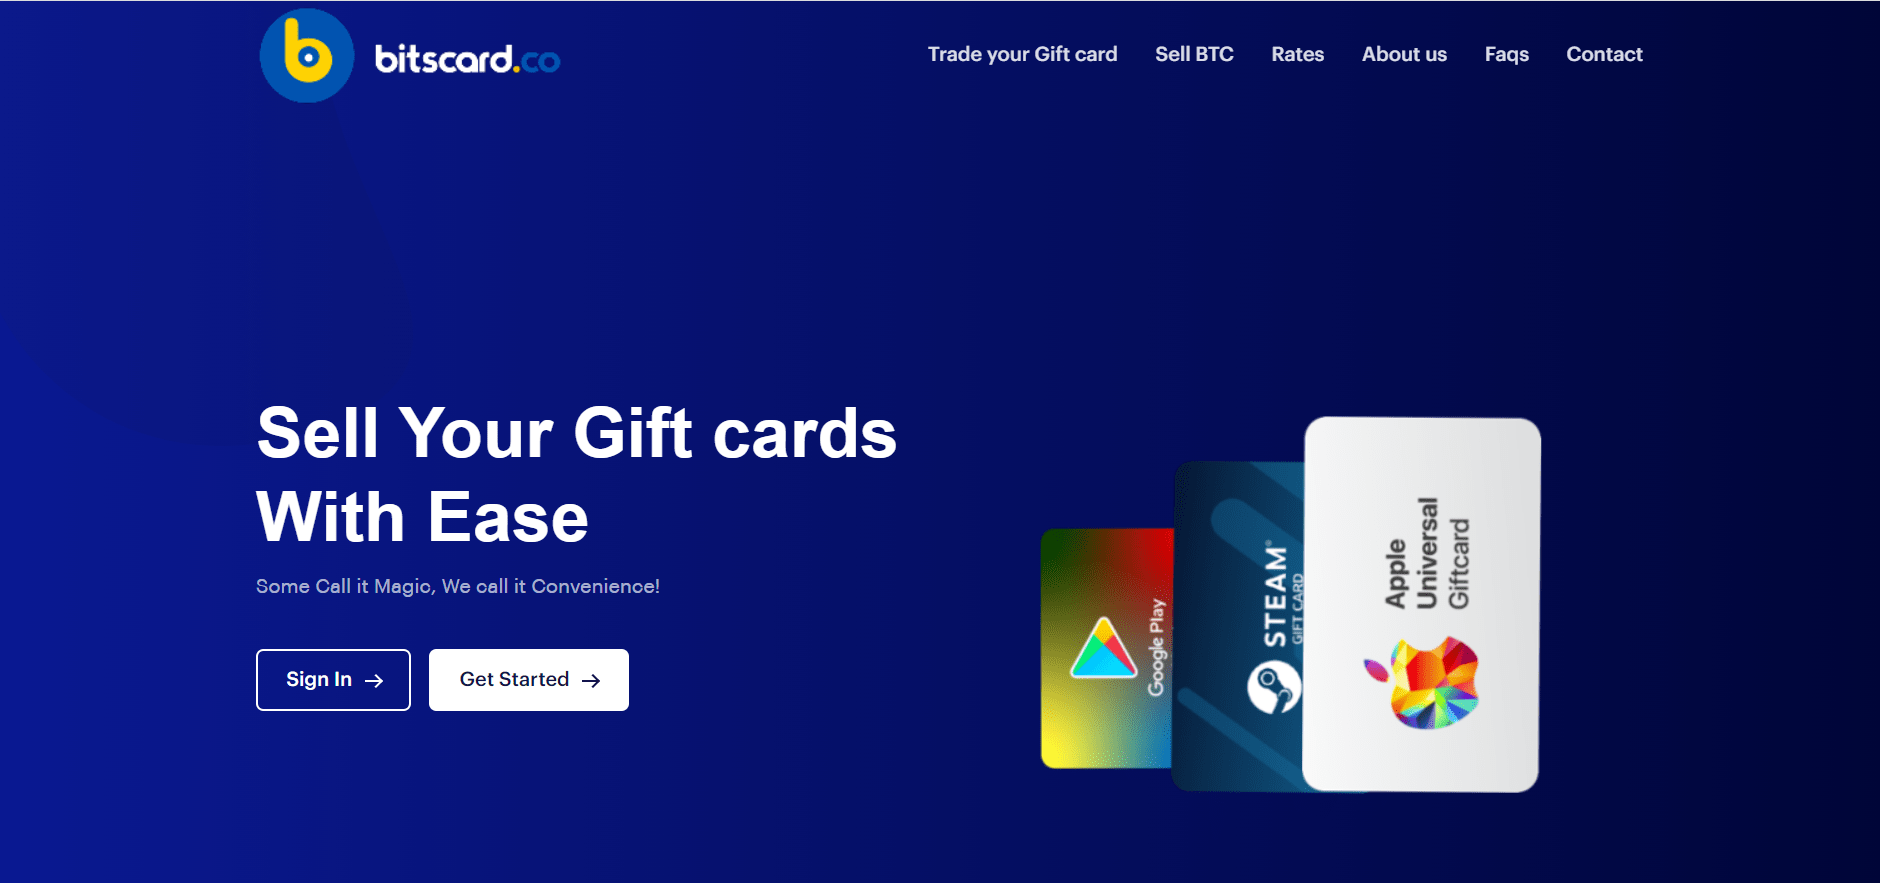 bitscard.co
Trade your Gift card
Sell BTC
Rates
About us
Faqs
Contact
Sell Your Gift cards
With Ease
Some Call it Magic, We call it Convenience!
Sign In →
Get Started →
Google Play
STEAM®
GIFT CARD
Apple
Universal
Giftcard